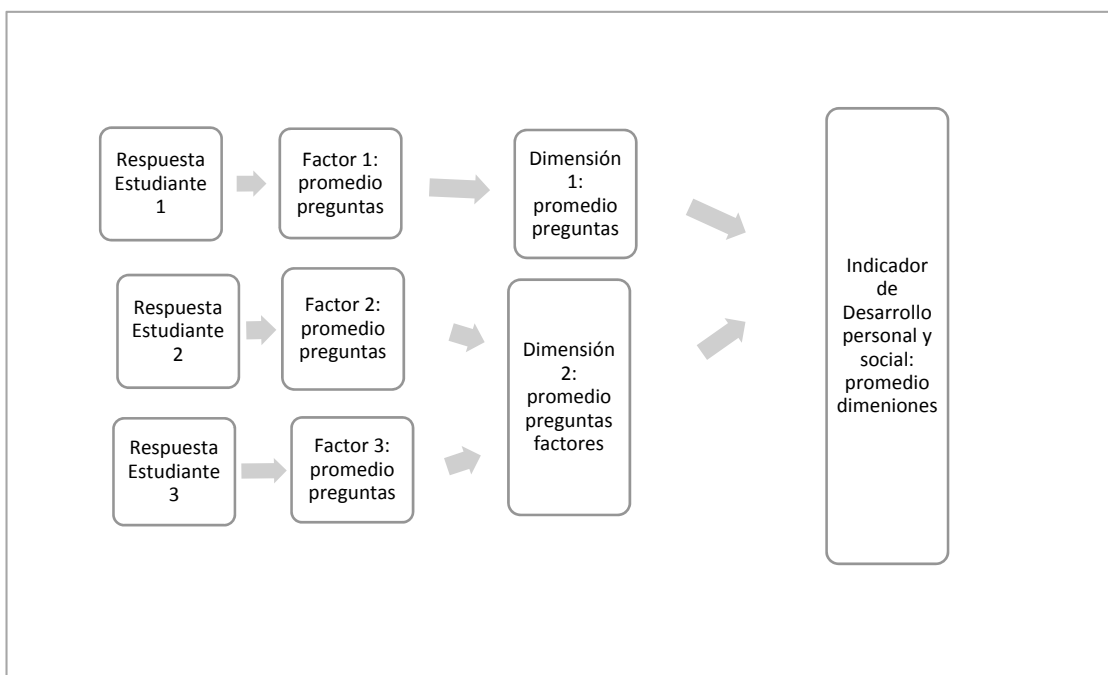 Respuesta
Estudiante
1
Factor 1:
promedio
preguntas
Dimensión
1:
promedio
preguntas
Respuesta
Estudiante
2
Factor 2:
promedio
preguntas
Dimensión
2:
promedio
preguntas
factores
Respuesta
Estudiante
3
Factor 3:
promedio
preguntas
Indicador
de
Desarrollo
personal y
social:
promedio
dimeniones